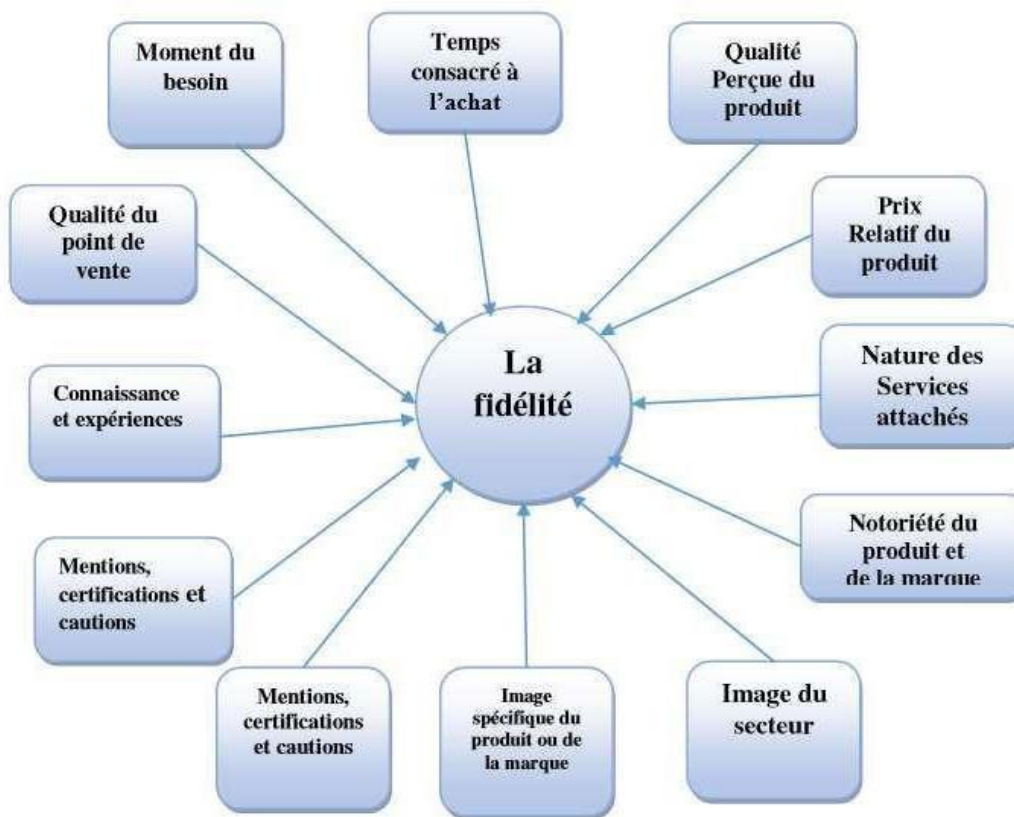 Moment du
besoin
Temps
consacré à
l'achat
Qualité
Perçue du
produit
Qualité du
point de
vente
Prix
Relatif du
produit
La
fidélité
Nature des
Services
attachés
Connaissance
et expériences
Notoriété du
produit et
de la marque
Mentions,
certifications et
cautions
Mentions,
certifications
et cautions
Image
spécifique du
produit ou de
la marque
Image du
secteur